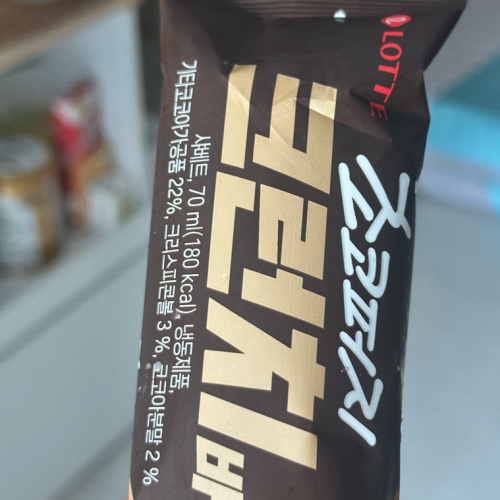 LOTTE
초코퍼지
크런치바
샤베트, 70 ml(180 kcal), 냉동제품,
기타코코아가공품 22%, 크리스피콘볼 3 %, 코코아분말 2 %